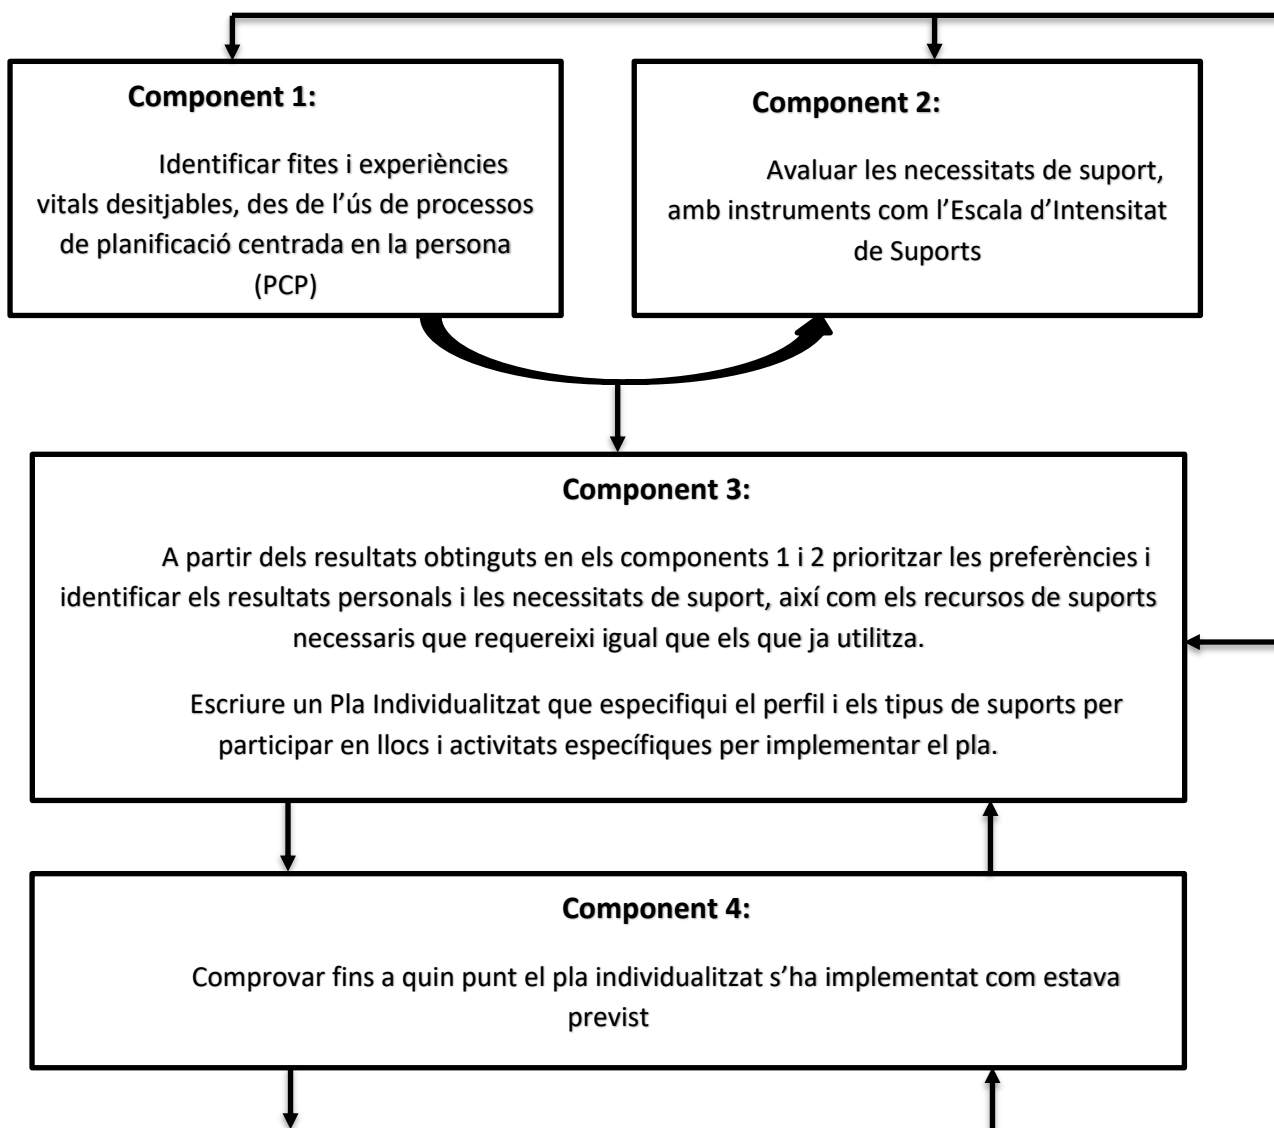 Component 1:
Identificar fites i experiències
vitals desitjables, des de l’ús de processos
de planificació centrada en la persona
(PCP)
Component 2:
Avaluar les necessitats de suport,
amb instruments com l’Escala d’Intensitat
de Suports
Component 3:
A partir dels resultats obtinguts en els components 1 i 2 prioritzar les preferències i
identificar els resultats personals i les necessitats de suport, així com els recursos de suports
necessaris que requereixi igual que els que ja utilitza.
Escriure un Pla Individualitzat que especifiqui el perfil i els tipus de suports per
participar en llocs i activitats específiques per implementar el pla.
Component 4:
Comprovar fins a quin punt el pla individualitzat s’ha implementat com estava
previst